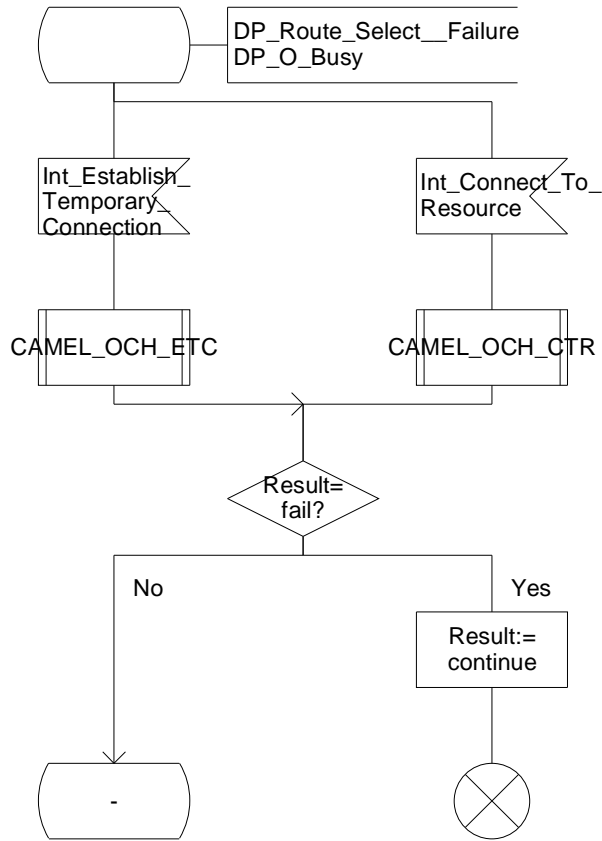 DP_Route_Select__Failure
DP_O_Busy
Int_Establish_
Temporary_
Connection
Int_Connect_To_
Resource
CAMEL_OCH_ETC
CAMEL_OCH_CTR
Result=
fail?
No
Yes
Result:=
continue
-